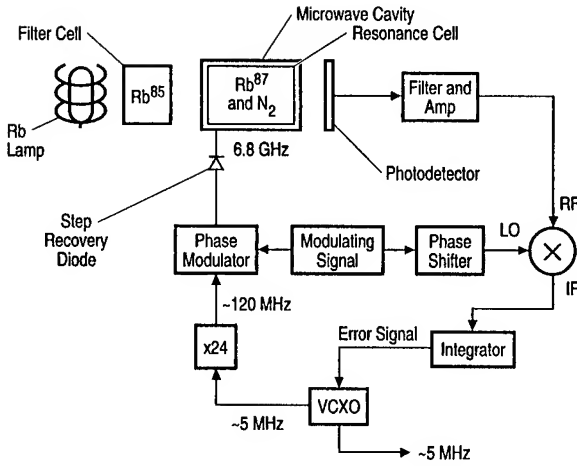 Microwave Cavity
Filter Cell
Resonance Cell
Rb85
Rb87
and N2
Filter and
Amp
Rb
Lamp
6.8 GHz
Photodetector
Step
Recovery
Diode
RF
LO
Phase
Modulator
Modulating
Signal
Phase
Shifter
×
IF
~120 MHz
x24
Error Signal
Integrator
VCXO
~5 MHz
~5 MHz